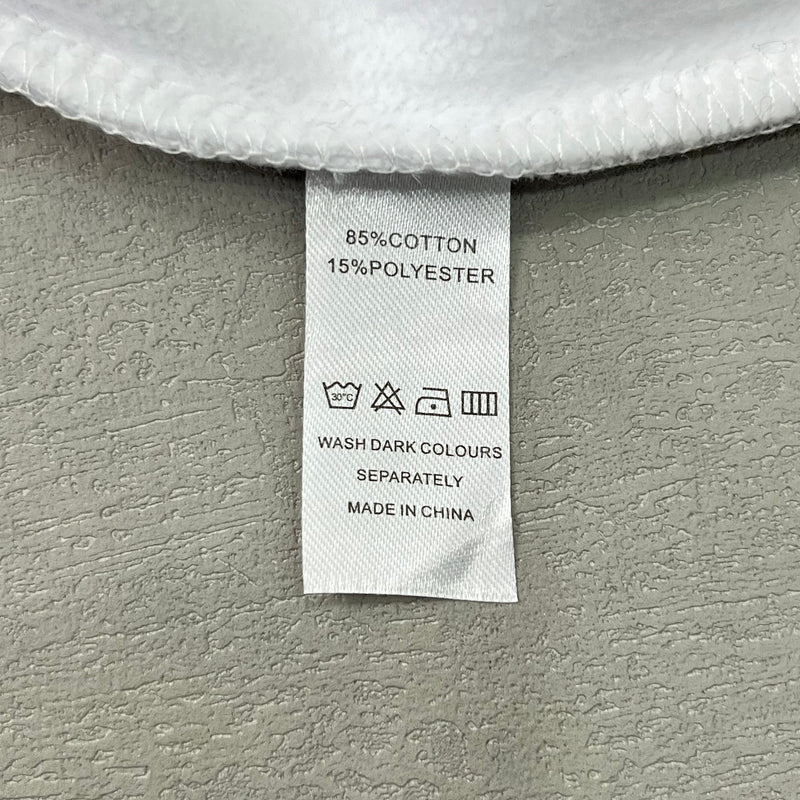 85%COTTON
15%POLYESTER
30°C
WASH DARK COLOURS
SEPARATELY
MADE IN CHINA